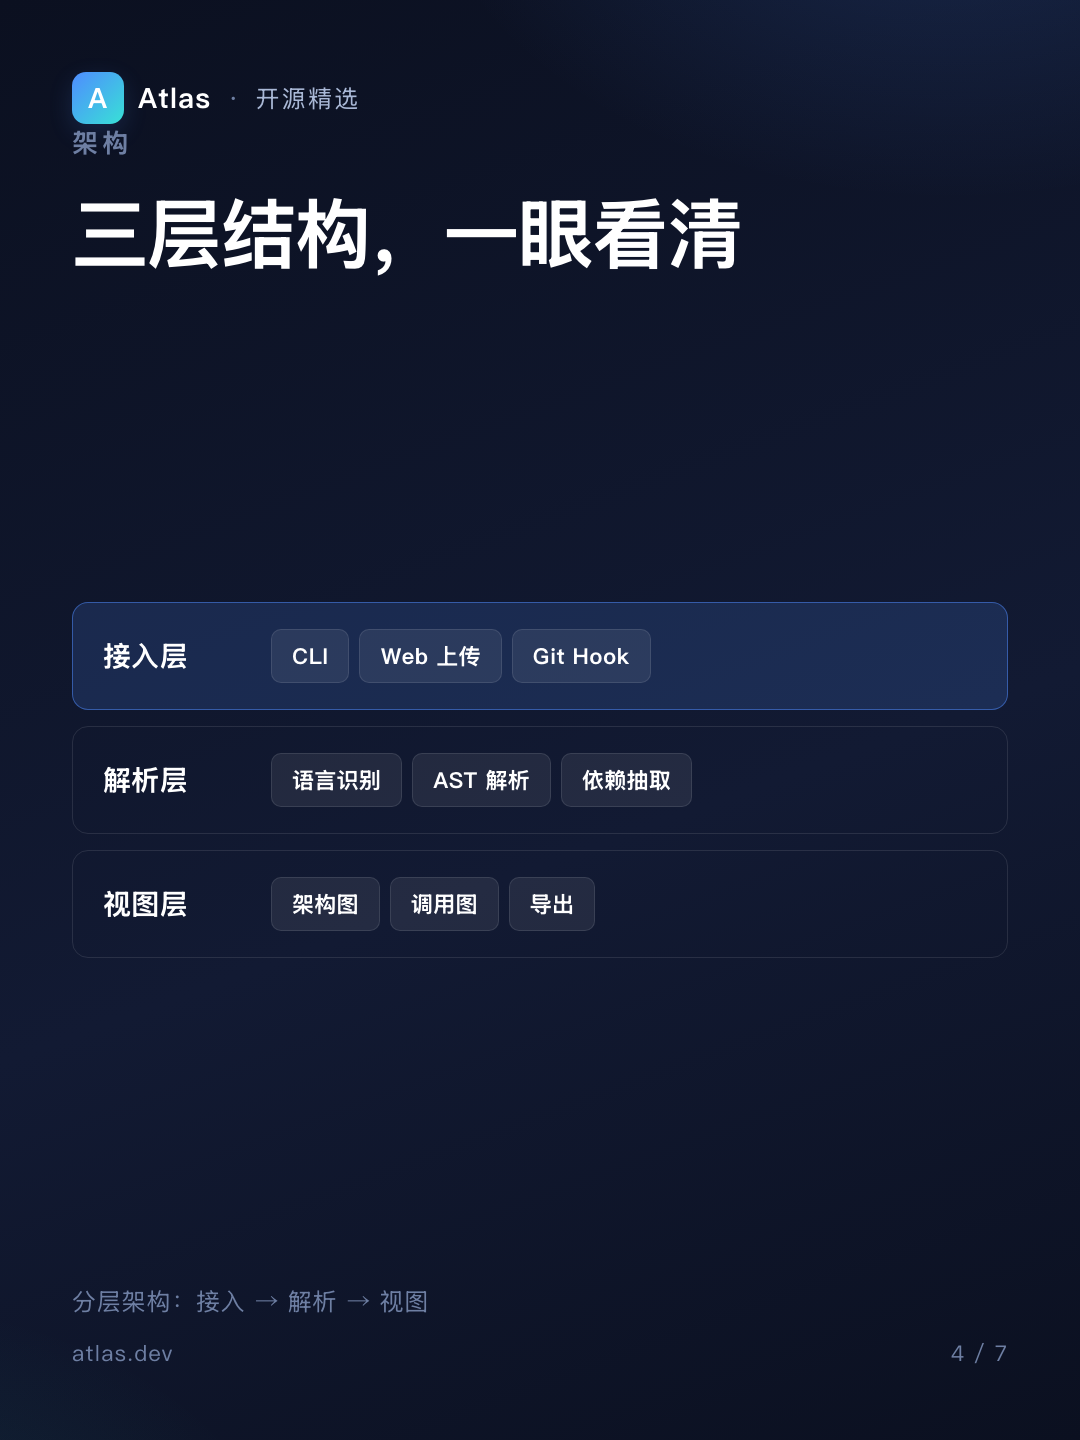 A Atlas · 开源精选
架构
三层结构，一眼看清
接入层 CLI Web 上传 Git Hook
解析层 语言识别 AST 解析 依赖抽取
视图层 架构图 调用图 导出
分层架构：接入 → 解析 → 视图
atlas.dev 4 / 7